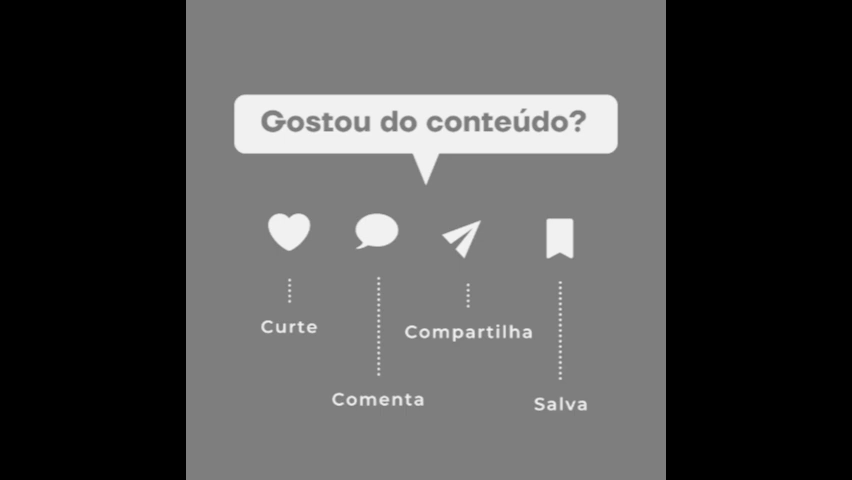 Gostou do conteúdo?
Curte
Compartilha
Comenta
Salva